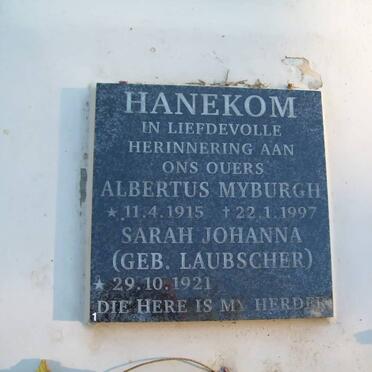 HANEKOM
IN LIEFDEVOLLE
HERINNERING AAN
ONS OUERS
ALBERTUS MYBURGH
★ 11.4.1915 † 22.1.1997
SARAH JOHANNA
(GEB. LAUBSCHER)
★ 29.10.1921
DIE HERE IS MY HERDER
1